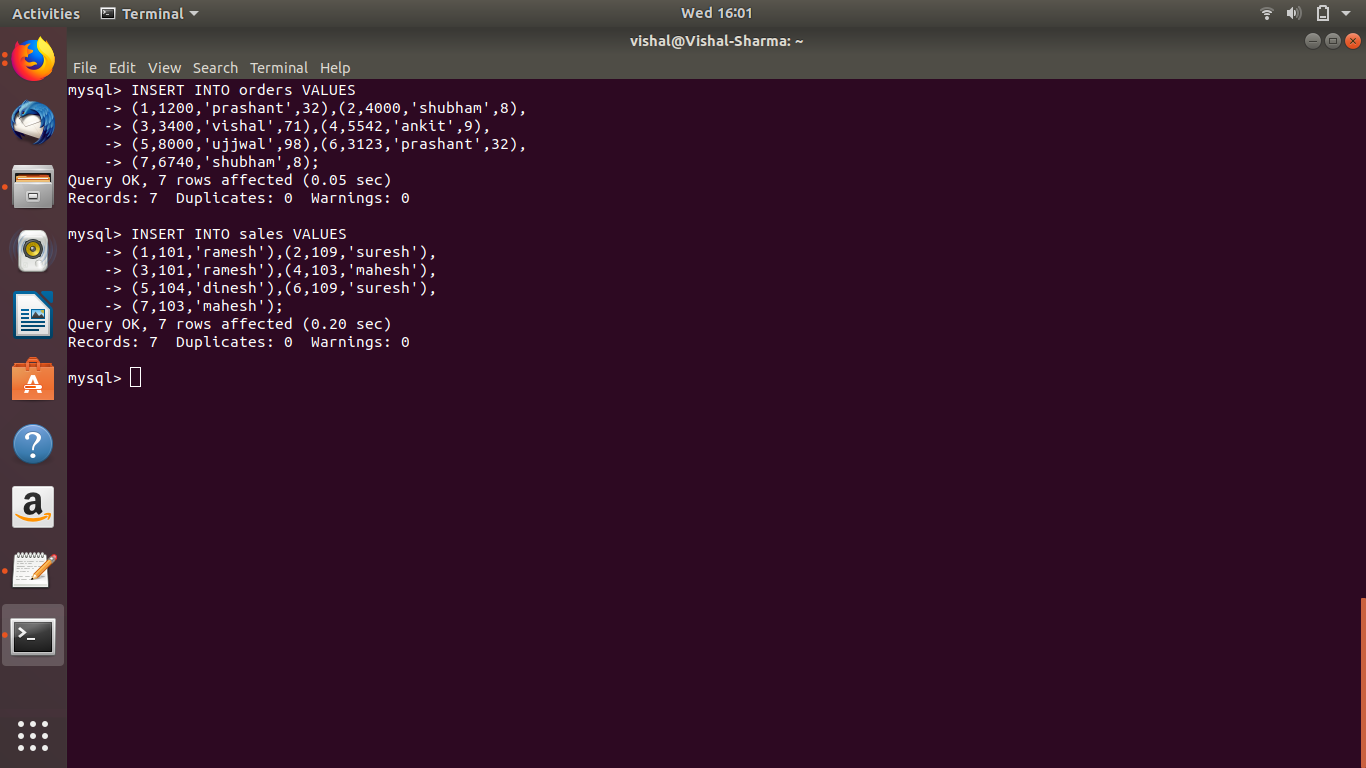 Activities Terminal Wed 16:01
vishal@Vishal-Sharma: ~
File Edit View Search Terminal Help
mysql> INSERT INTO orders VALUES
    -> (1,1200,'prashant',32),(2,4000,'shubham',8),
    -> (3,3400,'vishal',71),(4,5542,'ankit',9),
    -> (5,8000,'ujjwal',98),(6,3123,'prashant',32),
    -> (7,6740,'shubham',8);
Query OK, 7 rows affected (0.05 sec)
Records: 7  Duplicates: 0  Warnings: 0

mysql> INSERT INTO sales VALUES
    -> (1,101,'ramesh'),(2,109,'suresh'),
    -> (3,101,'ramesh'),(4,103,'mahesh'),
    -> (5,104,'dinesh'),(6,109,'suresh'),
    -> (7,103,'mahesh');
Query OK, 7 rows affected (0.20 sec)
Records: 7  Duplicates: 0  Warnings: 0

mysql>